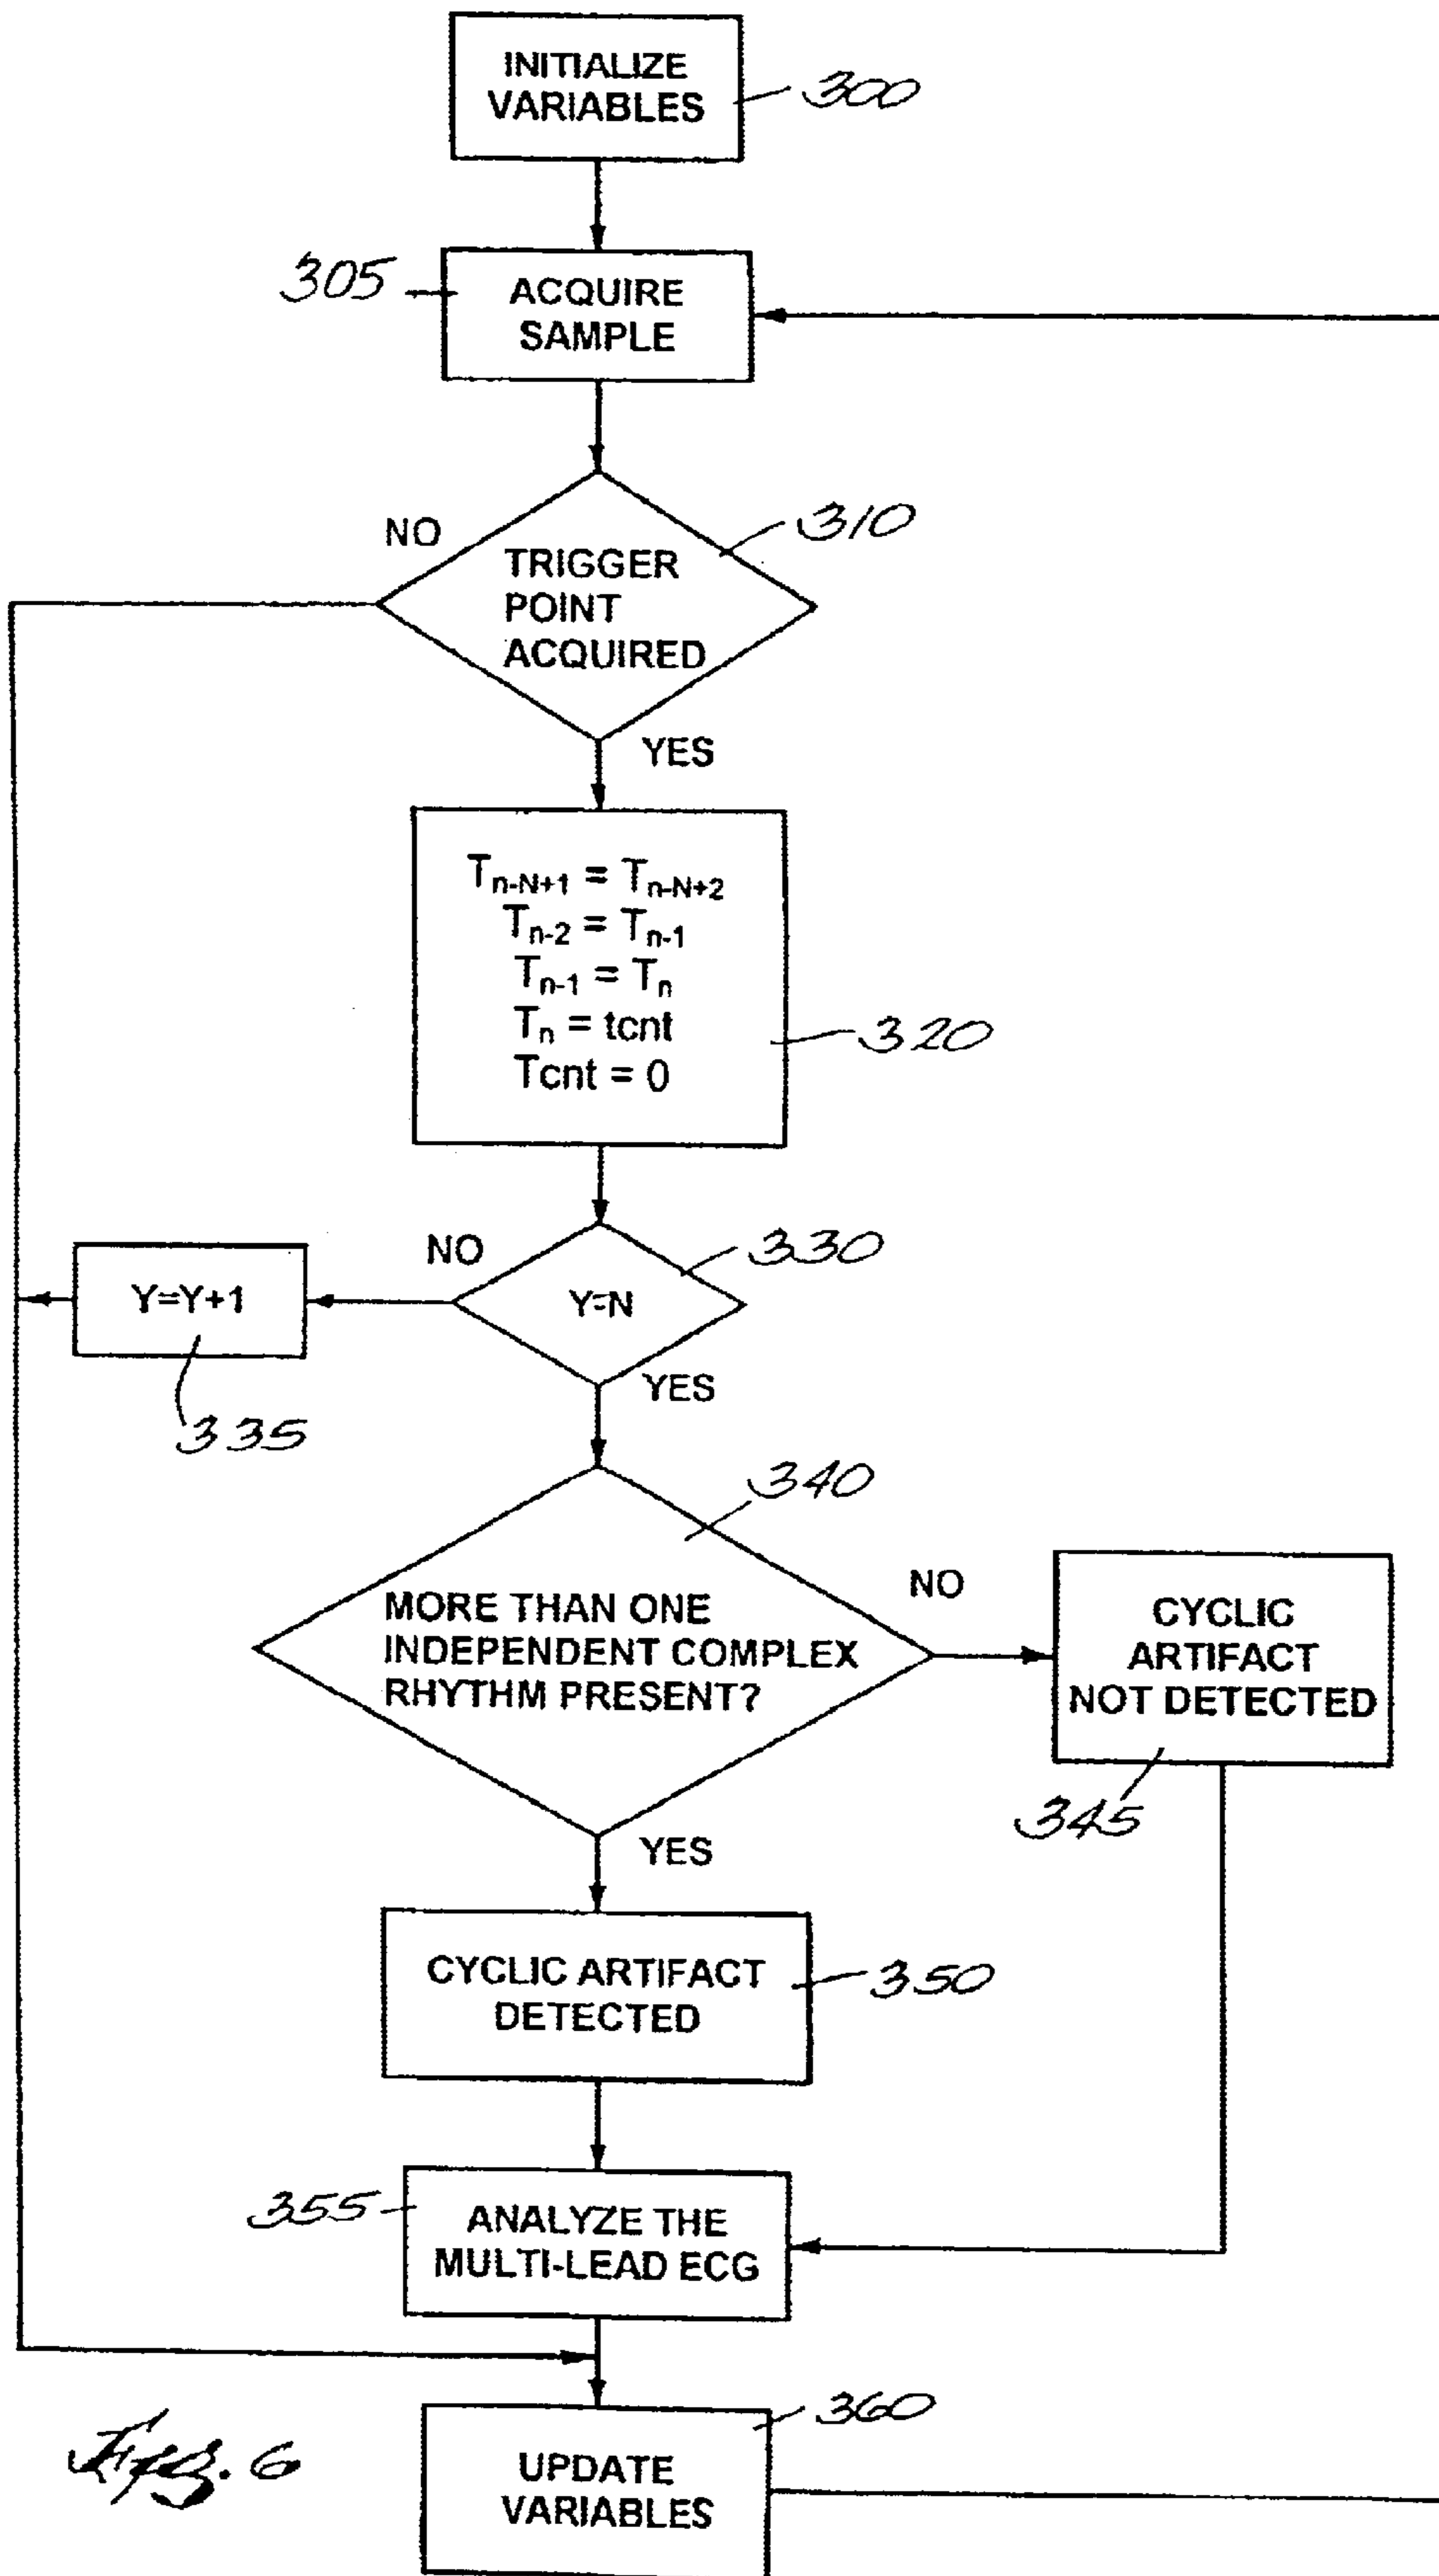 INITIALIZE
VARIABLES
300
305
ACQUIRE
SAMPLE
310
NO
TRIGGER
POINT
ACQUIRED
YES
Tn-N+1 = Tn-N+2
Tn-2 = Tn-1
Tn-1 = Tn
Tn = tcnt
Tcnt = 0
320
330
NO
Y=N
Y=Y+1
335
YES
340
NO
MORE THAN ONE
INDEPENDENT COMPLEX
RHYTHM PRESENT?
CYCLIC
ARTIFACT
NOT DETECTED
345
YES
CYCLIC ARTIFACT
DETECTED
350
355
ANALYZE THE
MULTI-LEAD ECG
360
UPDATE
VARIABLES
Fig. 6